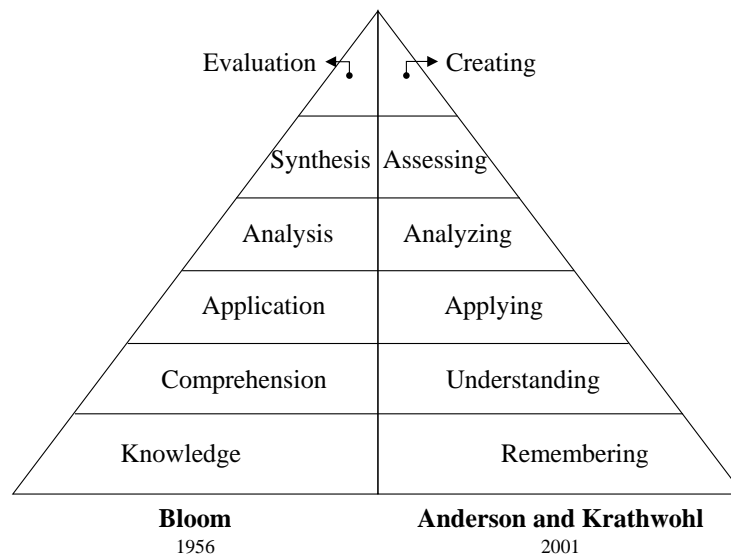 Evaluation Creating
Synthesis Assessing
Analysis Analyzing
Application Applying
Comprehension Understanding
Knowledge Remembering
Bloom Anderson and Krathwohl
1956 2001